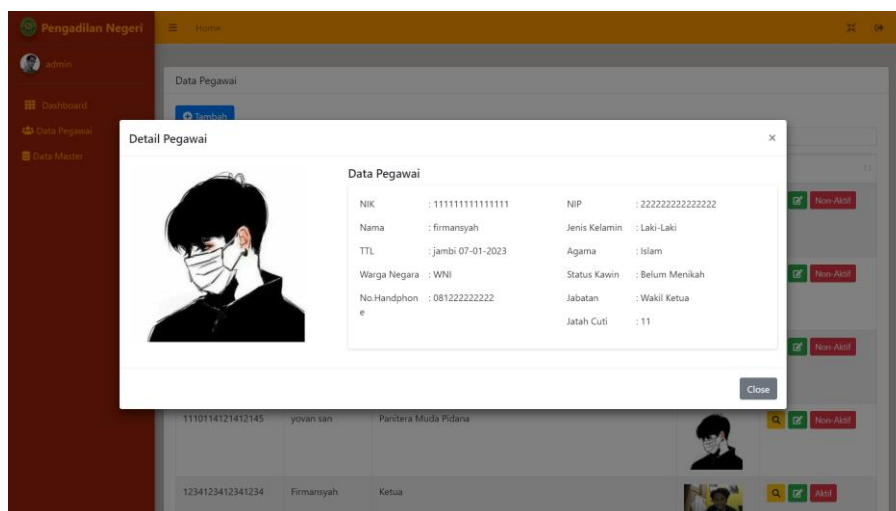 Pengadilan Negeri
Home
admin
Dashboard
Data Pegawai
Data Master
Data Pegawai
Tambah
Detail Pegawai ×
Data Pegawai
NIK : 111111111111111 NIP : 222222222222222
Nama : firmansyah Jenis Kelamin : Laki-Laki
TTL : jambi 07-01-2023 Agama : Islam
Warga Negara : WNI Status Kawin : Belum Menikah
No.Handphon : 081222222222 Jabatan : Wakil Ketua
e
Jatah Cuti : 11
Close
Non-Aktif
Non-Aktif
Non-Aktif
1110114121412145 yovan san Panitera Muda Pidana Non-Aktif
1234123412341234 Firmansyah Ketua Aktif